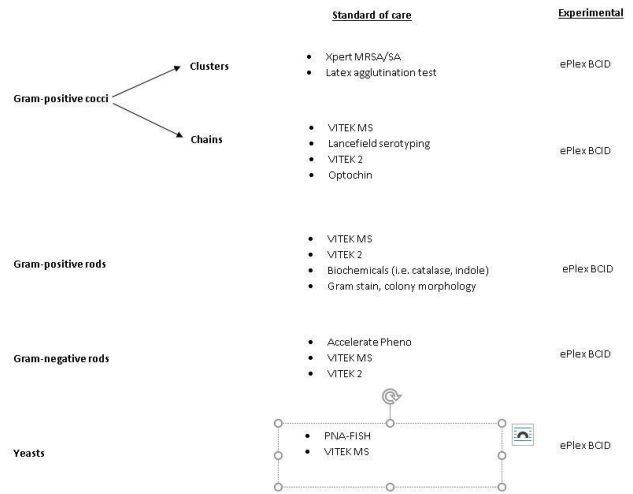 Standard of care
Experimental
Clusters
Xpert MRSA/SA
Latex agglutination test
ePlex BCID
Gram-positive cocci
Chains
VITEK MS
Lancefield serotyping
VITEK 2
Optochin
ePlex BCID
Gram-positive rods
VITEK MS
VITEK 2
Biochemicals (i.e. catalase, indole)
Gram stain, colony morphology
ePlex BCID
Gram-negative rods
Accelerate Pheno
VITEK MS
VITEK 2
ePlex BCID
Yeasts
PNA-FISH
VITEK MS
ePlex BCID